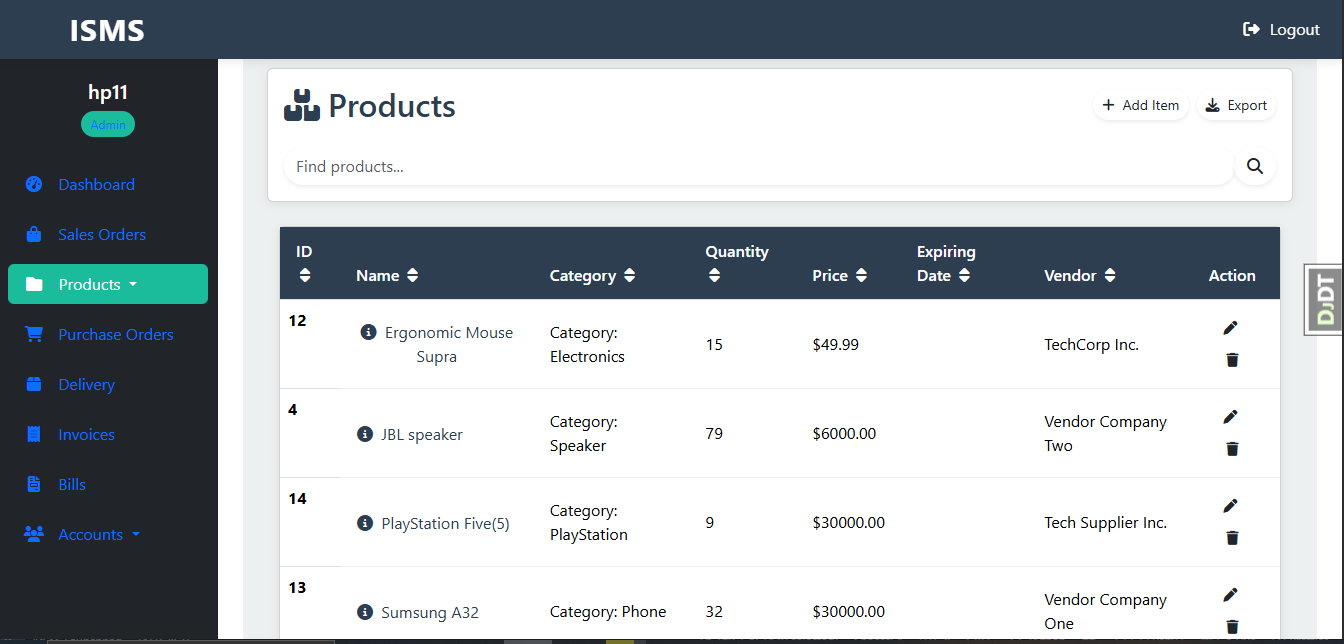 ISMS
Logout
hp11
Admin
Dashboard
Sales Orders
Products
Purchase Orders
Delivery
Invoices
Bills
Accounts
Products
Add Item
Export
Find products...
ID
Name
Category
Quantity
Price
Expiring
Date
Vendor
Action
12
Ergonomic Mouse
Supra
Category:
Electronics
15
$49.99
TechCorp Inc.
4
JBL speaker
Category:
Speaker
79
$6000.00
Vendor Company
Two
14
PlayStation Five(5)
Category:
PlayStation
9
$30000.00
Tech Supplier Inc.
13
Sumsung A32
Category: Phone
32
$30000.00
Vendor Company
One
DJDT